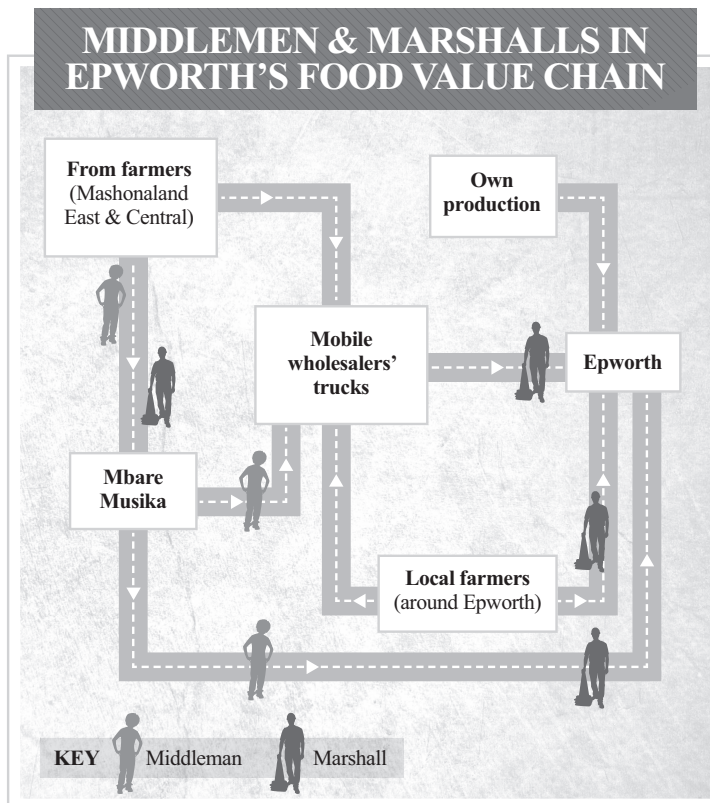 MIDDLEMEN & MARSHALLS IN
EPWORTH’S FOOD VALUE CHAIN
From farmers
(Mashonaland
East & Central)
Own
production
Mobile
wholesalers’
trucks
Epworth
Mbare
Musika
Local farmers
(around Epworth)
KEY
Middleman
Marshall